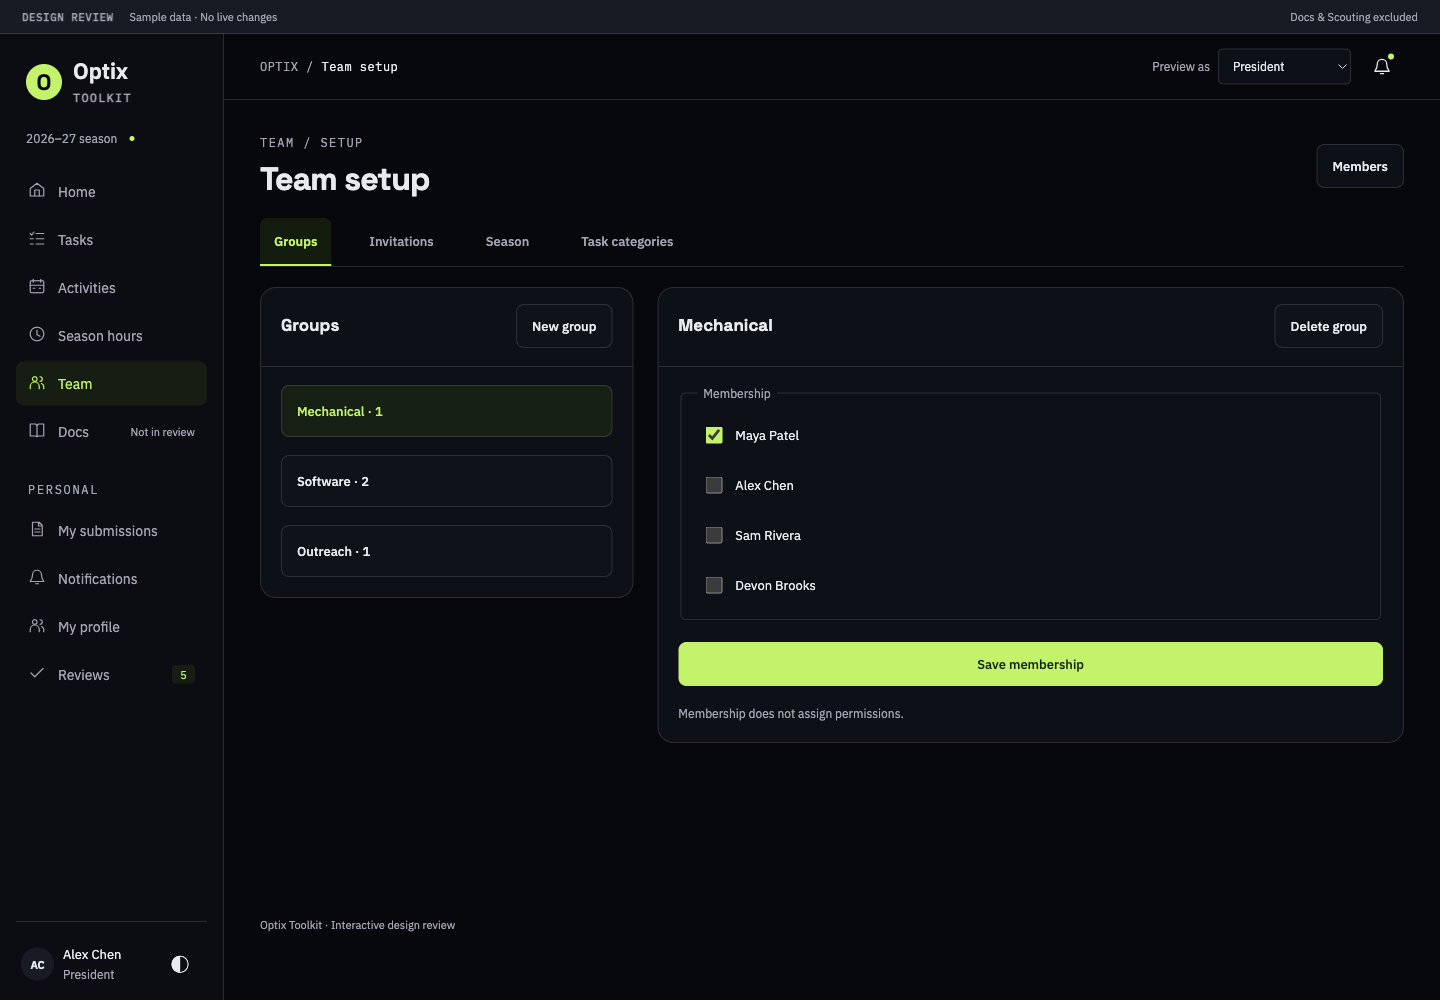 DESIGN REVIEW Sample data · No live changes
Docs & Scouting excluded
O Optix
TOOLKIT
2026–27 season
Home
Tasks
Activities
Season hours
Team
Docs Not in review
PERSONAL
My submissions
Notifications
My profile
Reviews 5
AC Alex Chen
President
OPTIX / Team setup
Preview as President
TEAM / SETUP
Team setup
Members
Groups Invitations Season Task categories
Groups New group
Mechanical · 1
Software · 2
Outreach · 1
Mechanical Delete group
Membership
Maya Patel
Alex Chen
Sam Rivera
Devon Brooks
Save membership
Membership does not assign permissions.
Optix Toolkit · Interactive design review